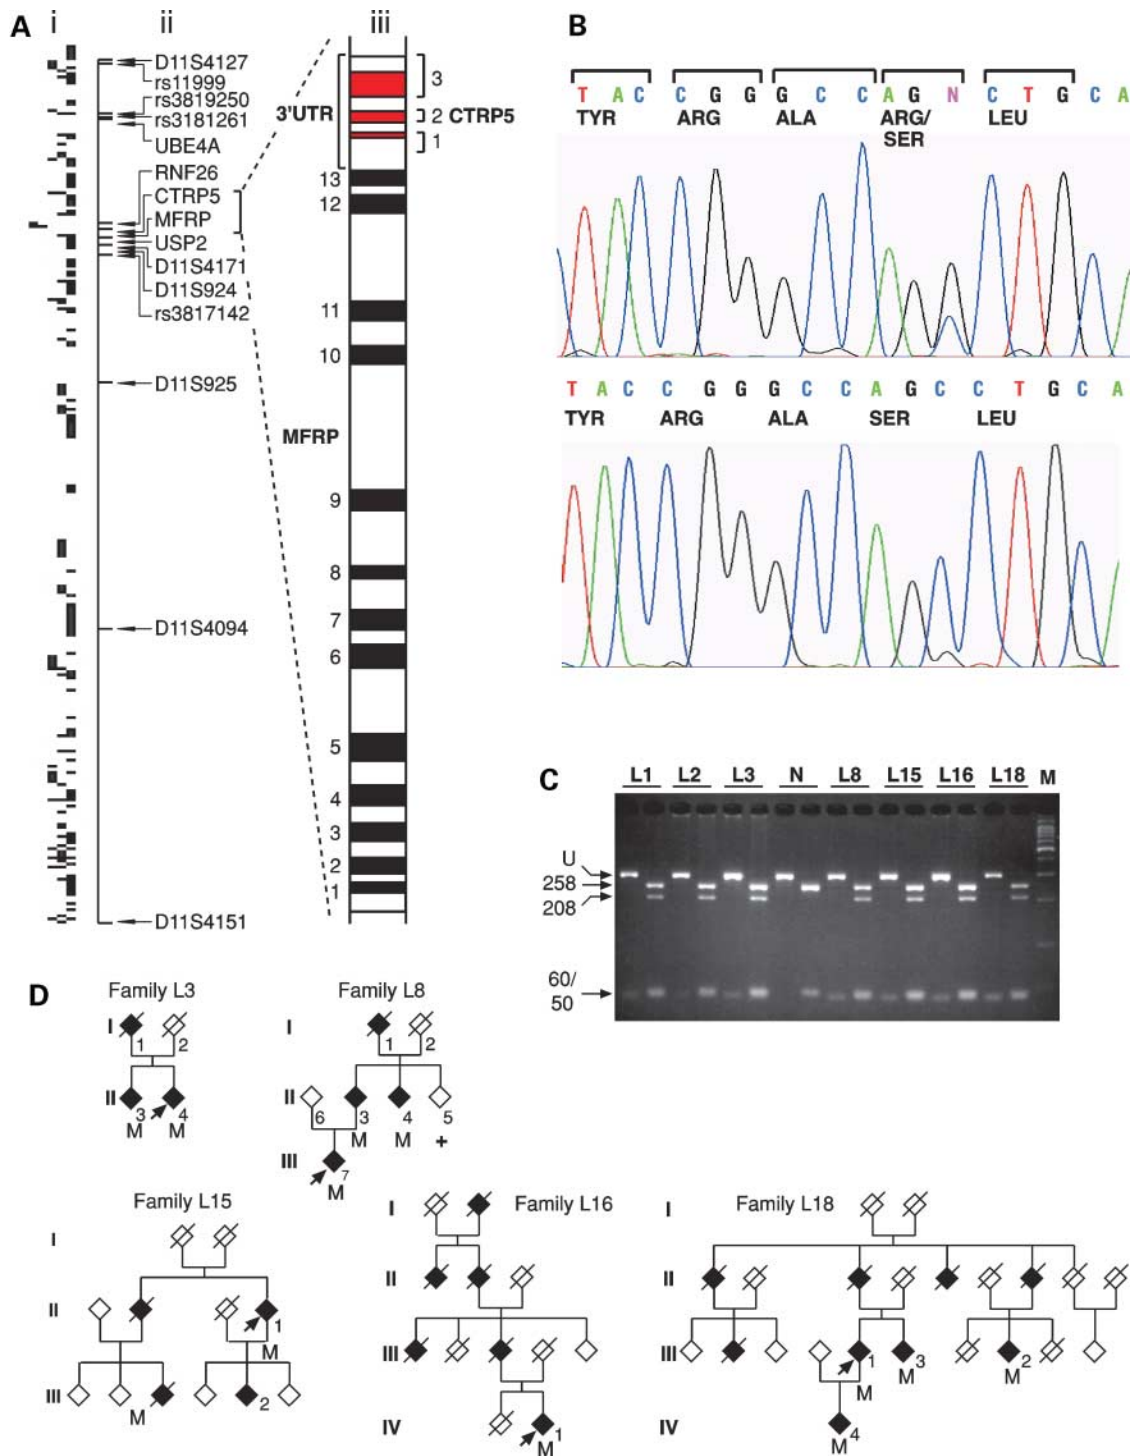 A
i
ii
iii
D11S4127
rs11999
rs3819250
rs3181261
UBE4A
RNF26
CTRP5
MFRP
USP2
D11S4171
D11S924
rs3817142
D11S925
D11S4094
D11S4151
3'UTR
3
2 CTRP5
1
13
12
11
10
MFRP
9
8
7
6
5
4
3
2
1
B
T A C C G G G C C A G N C T G C A
TYR ARG ALA ARG/ LEU
SER
T A C C G G G C C A G C C T G C A
TYR ARG ALA SER LEU
C
L1 L2 L3 N L8 L15 L16 L18 M
U
258
208
60/
50
D
Family L3
I
1 2
II
3 4
M M
Family L8
I
1 2
II
6 3 4 5
M M +
III
7
M
Family L15
I
II
1
M
III
2
M
Family L16
I
II
III
IV
1
M
Family L18
I
II
III
1 3 2
M M M
IV
4
M